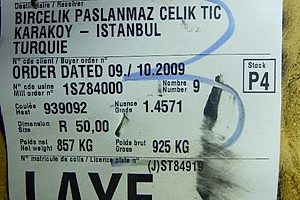 Destinataire / Receiver
BIRCELIK PASLANMAZ CELIK TIC
KARAKOY - ISTANBUL
TURQUIE
N° cde client / Buyer order n°
ORDER DATED 09./ 10.2009
Stock
P4
N° cde usine
Mill order n°
1SZ84000
Nombre
Number
9
Coulée
Heat
939092
Nuance
Grade
1.4571
Dimension
Size
R 50,00
Poids net
Net weight
857 KG
Poids brut
Gross
925 KG
N° matricule de colis / Licence plate n°
(J)ST84919